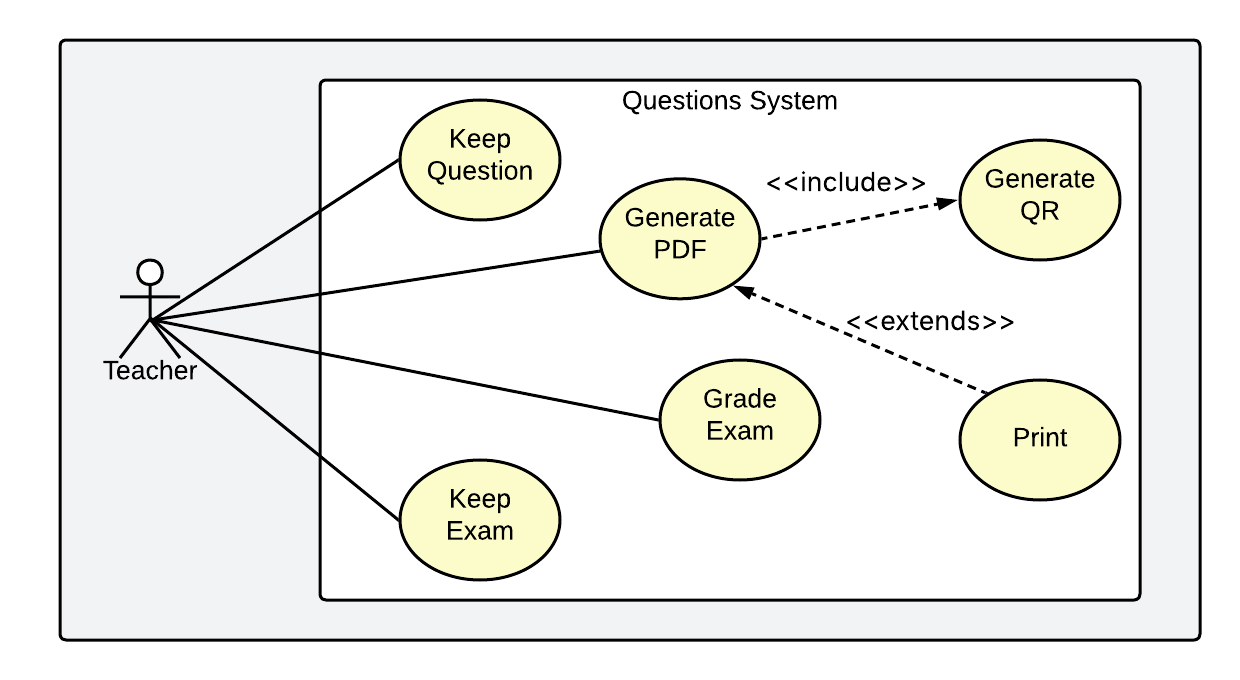 Questions System
Keep
Question
Generate
PDF
<<include>>
Generate
QR
<<extends>>
Teacher
Grade
Exam
Print
Keep
Exam